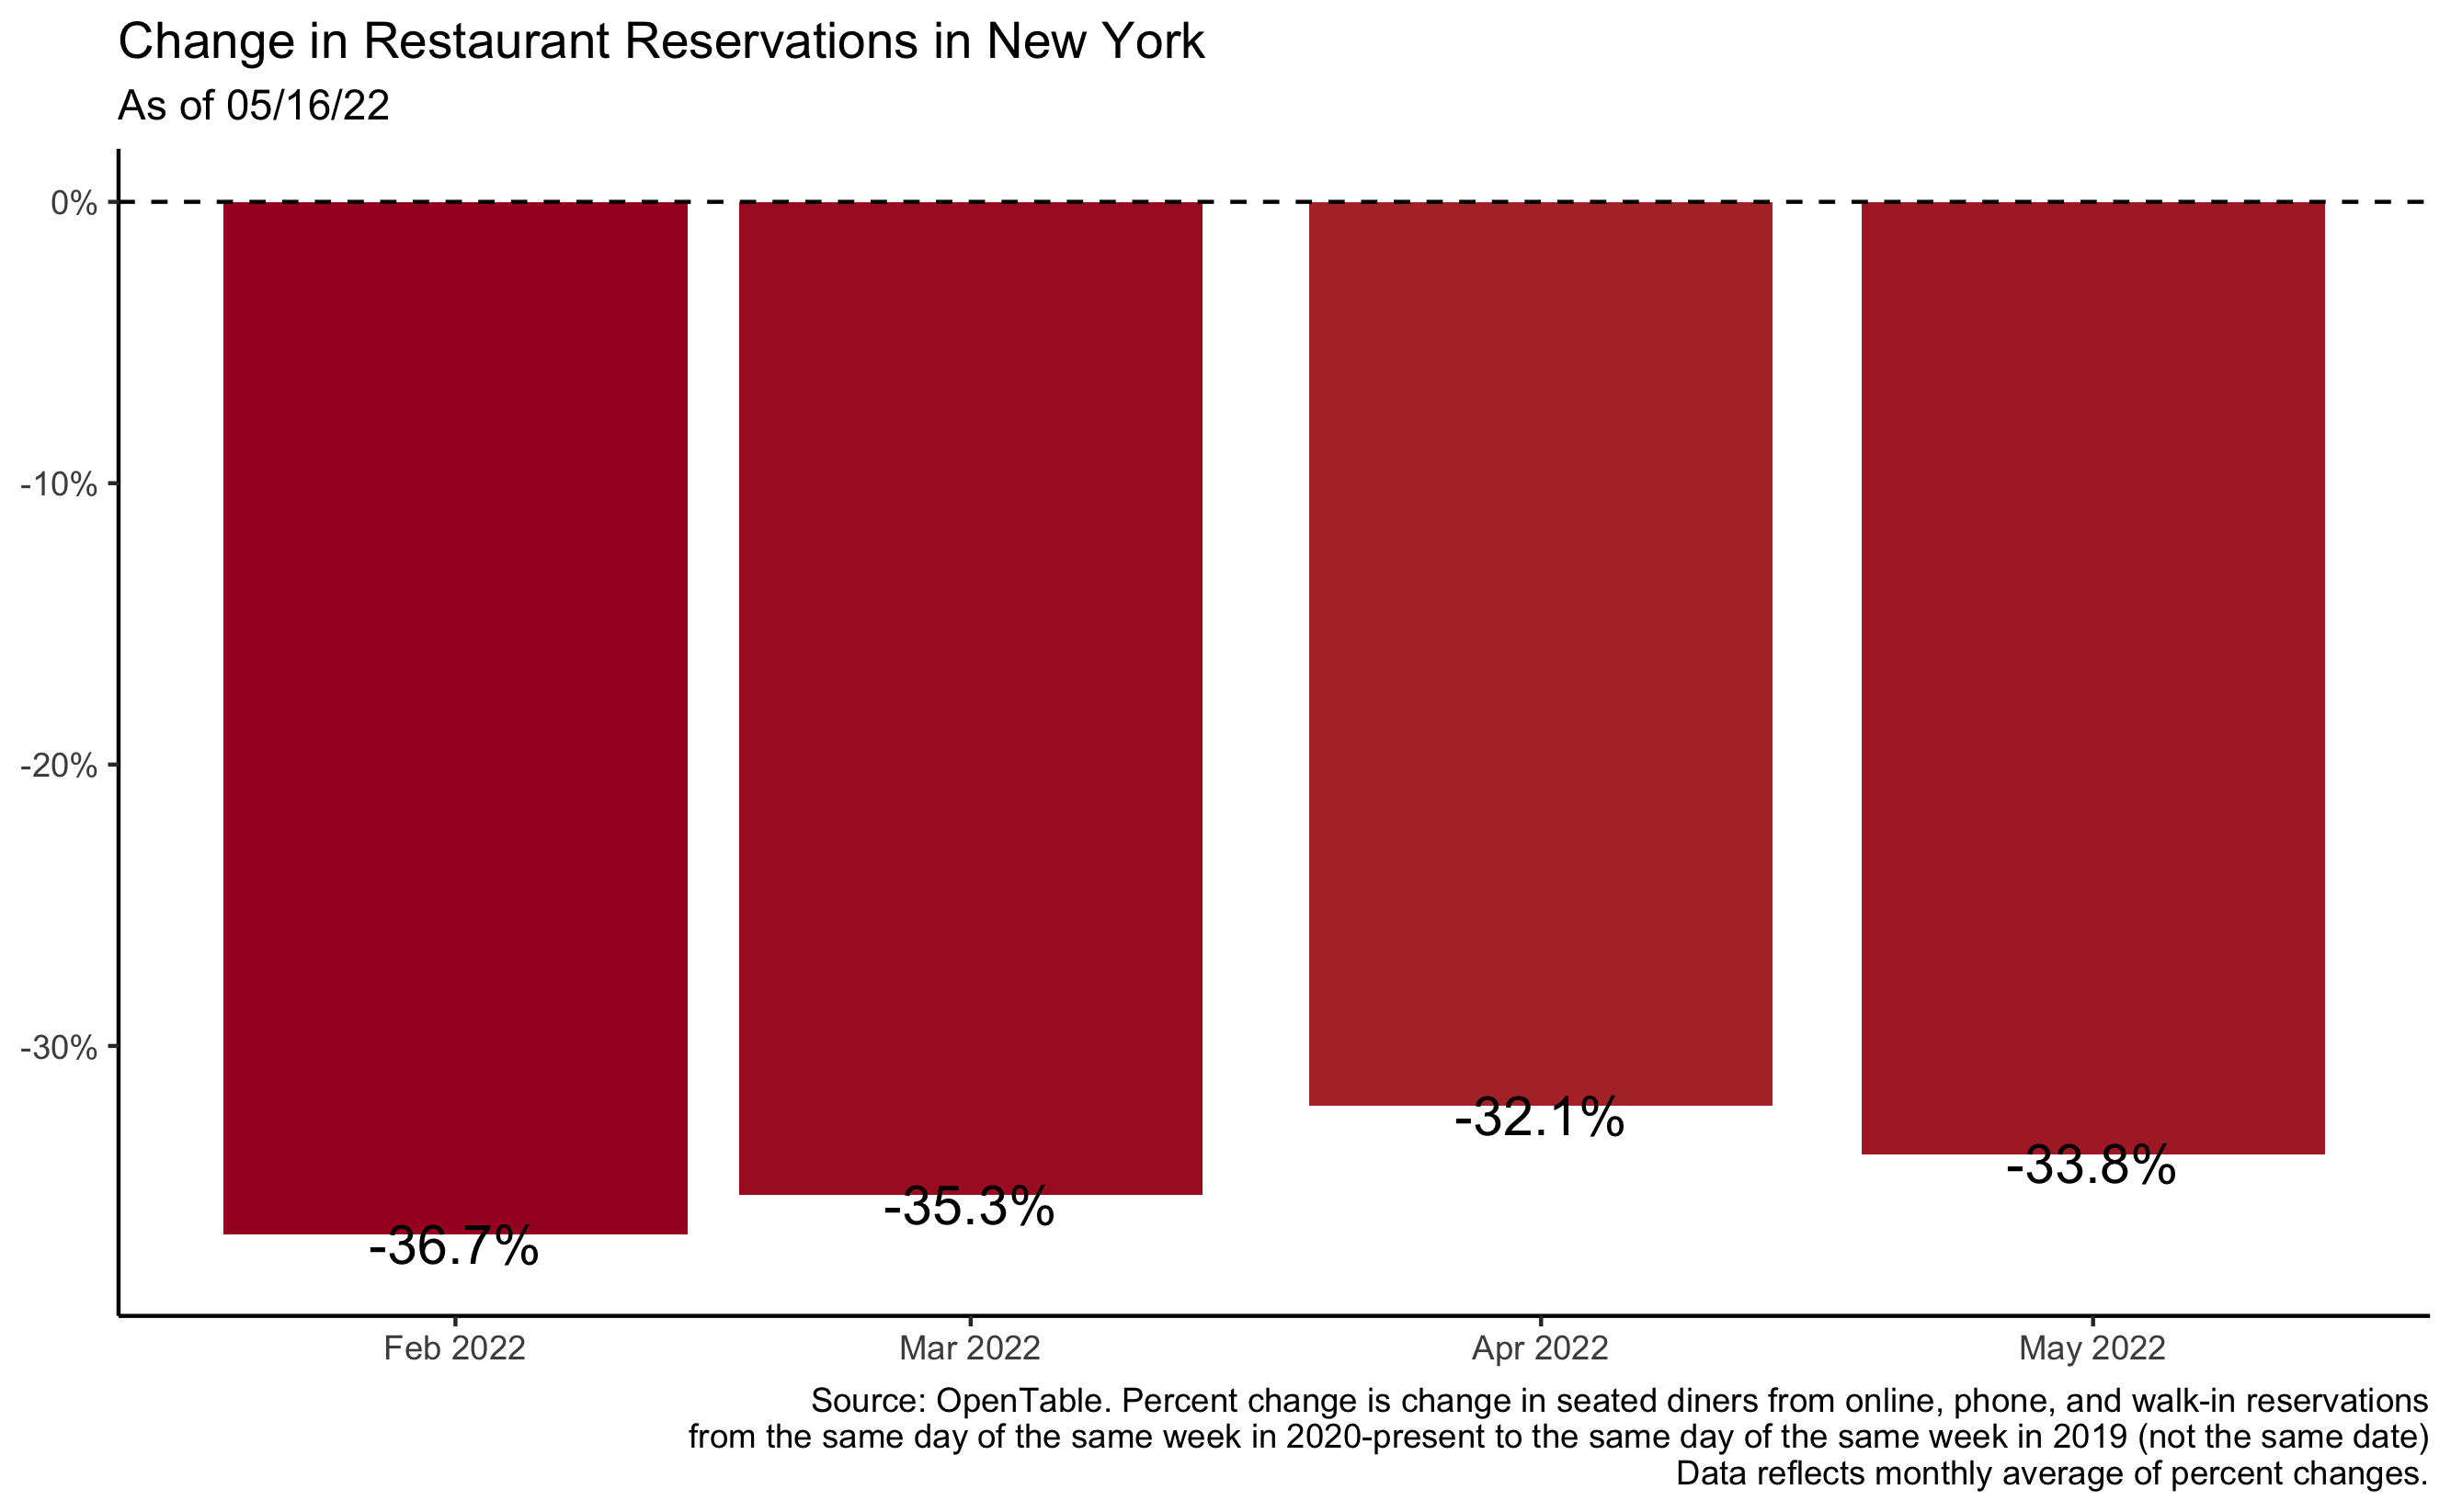 Change in Restaurant Reservations in New York
As of 05/16/22
0%
-10%
-20%
-30%
-36.7%
-35.3%
-32.1%
-33.8%
Feb 2022
Mar 2022
Apr 2022
May 2022
Source: OpenTable. Percent change is change in seated diners from online, phone, and walk-in reservations
from the same day of the same week in 2020-present to the same day of the same week in 2019 (not the same date)
Data reflects monthly average of percent changes.